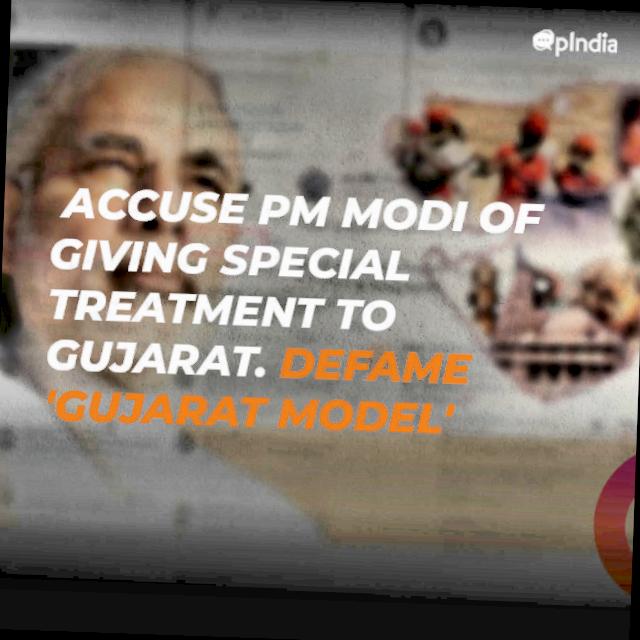 OpIndia
ACCUSE PM MODI OF
GIVING SPECIAL
TREATMENT TO
GUJARAT. DEFAME
'GUJARAT MODEL'